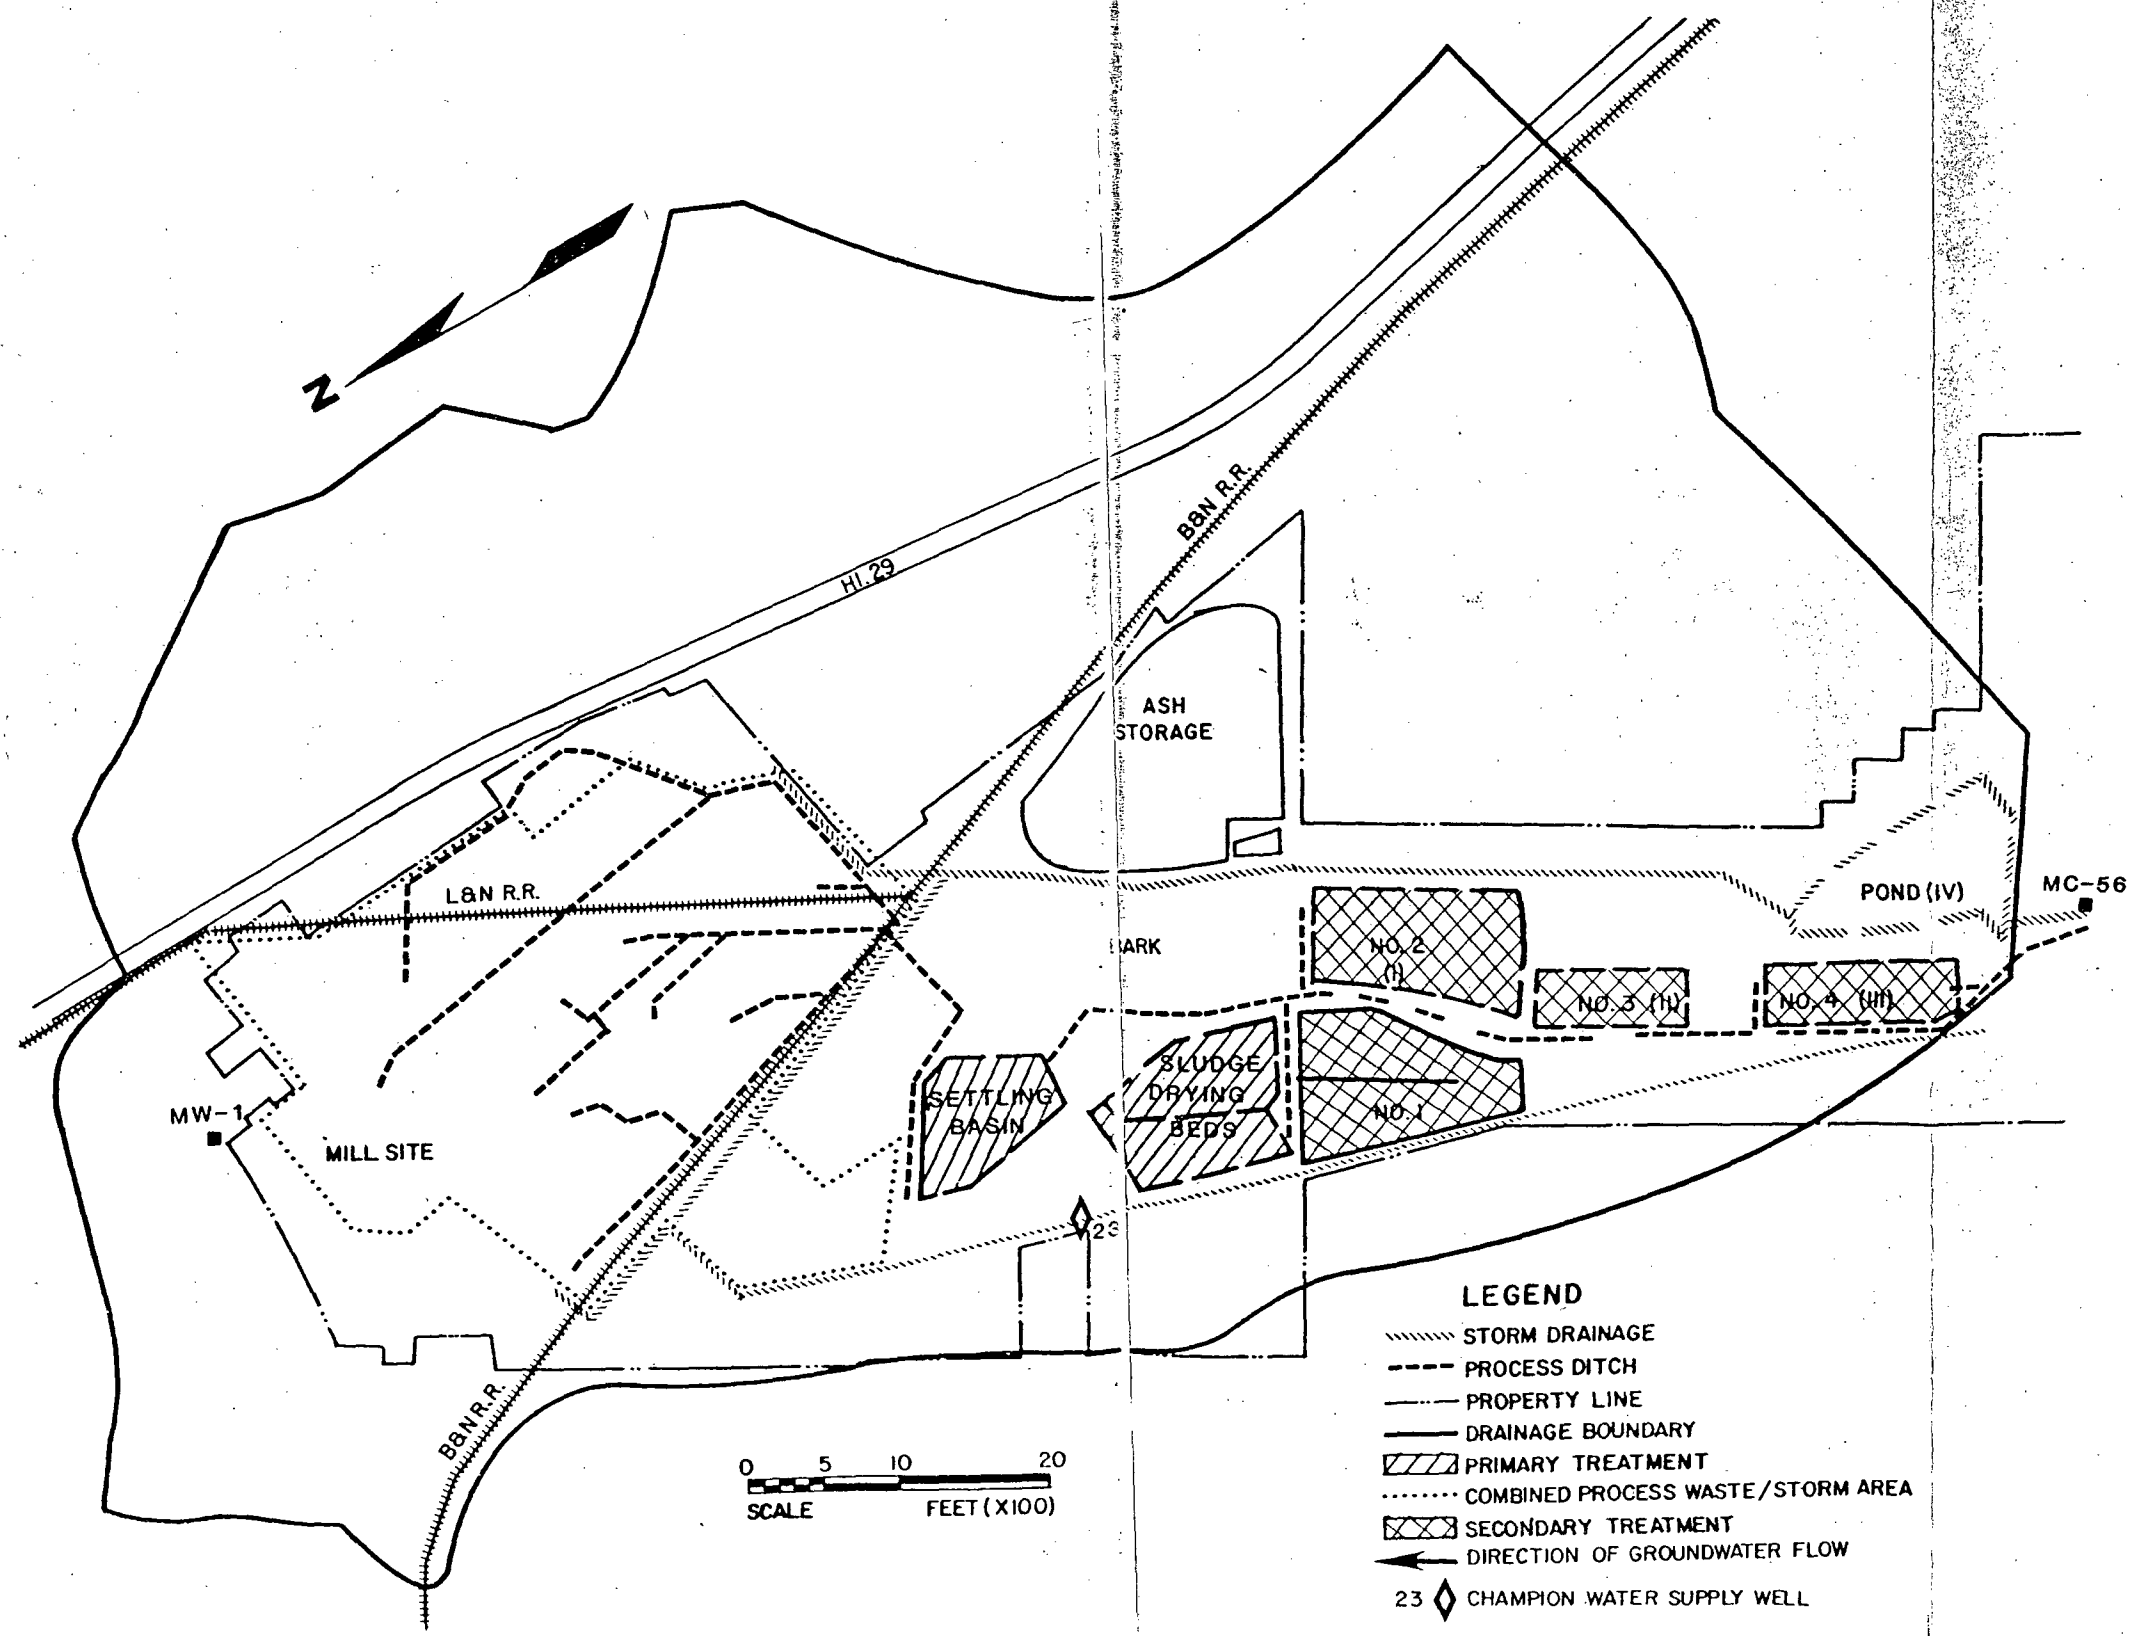 N
B&N R.R.
HI. 29
ASH
STORAGE
L&N R.R.
POND (IV)
MC-56
NO. 2
(I)
NO. 3 (II)
NO. 4 (III)
SLUDGE
DRYING
BEDS
SETTLING
BASIN
NO. 1
MW-1
MILL SITE
23
LEGEND
STORM DRAINAGE
PROCESS DITCH
PROPERTY LINE
DRAINAGE BOUNDARY
PRIMARY TREATMENT
COMBINED PROCESS WASTE/STORM AREA
SECONDARY TREATMENT
DIRECTION OF GROUNDWATER FLOW
23 CHAMPION WATER SUPPLY WELL
B&N R.R.
0 5 10 20
SCALE FEET (X100)